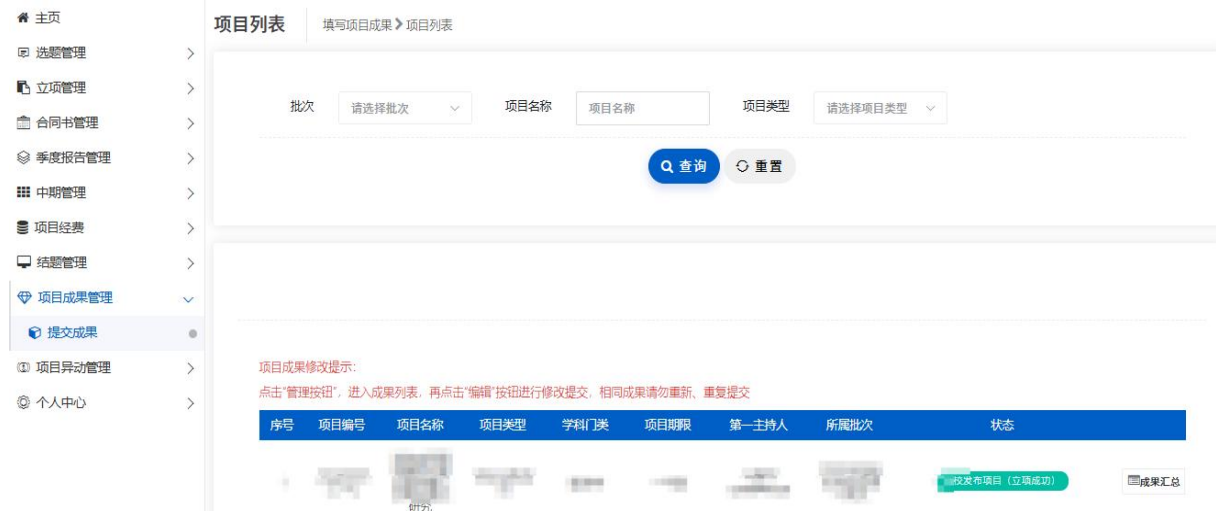 主页
选题管理
立项管理
合同书管理
季度报告管理
中期管理
项目经费
结题管理
项目成果管理
提交成果
项目异动管理
个人中心
项目列表
填写项目成果 项目列表
批次 请选择批次 项目名称 项目名称 项目类型 请选择项目类型
查询 重置
项目成果修改提示：
点击“管理按钮”，进入成果列表，再点击“编辑”按钮进行修改提交，相同成果请勿重新、重复提交
序号 项目编号 项目名称 项目类型 学科门类 项目期限 第一主持人 所属批次 状态
校发布项目（立项成功） 成果汇总
研究